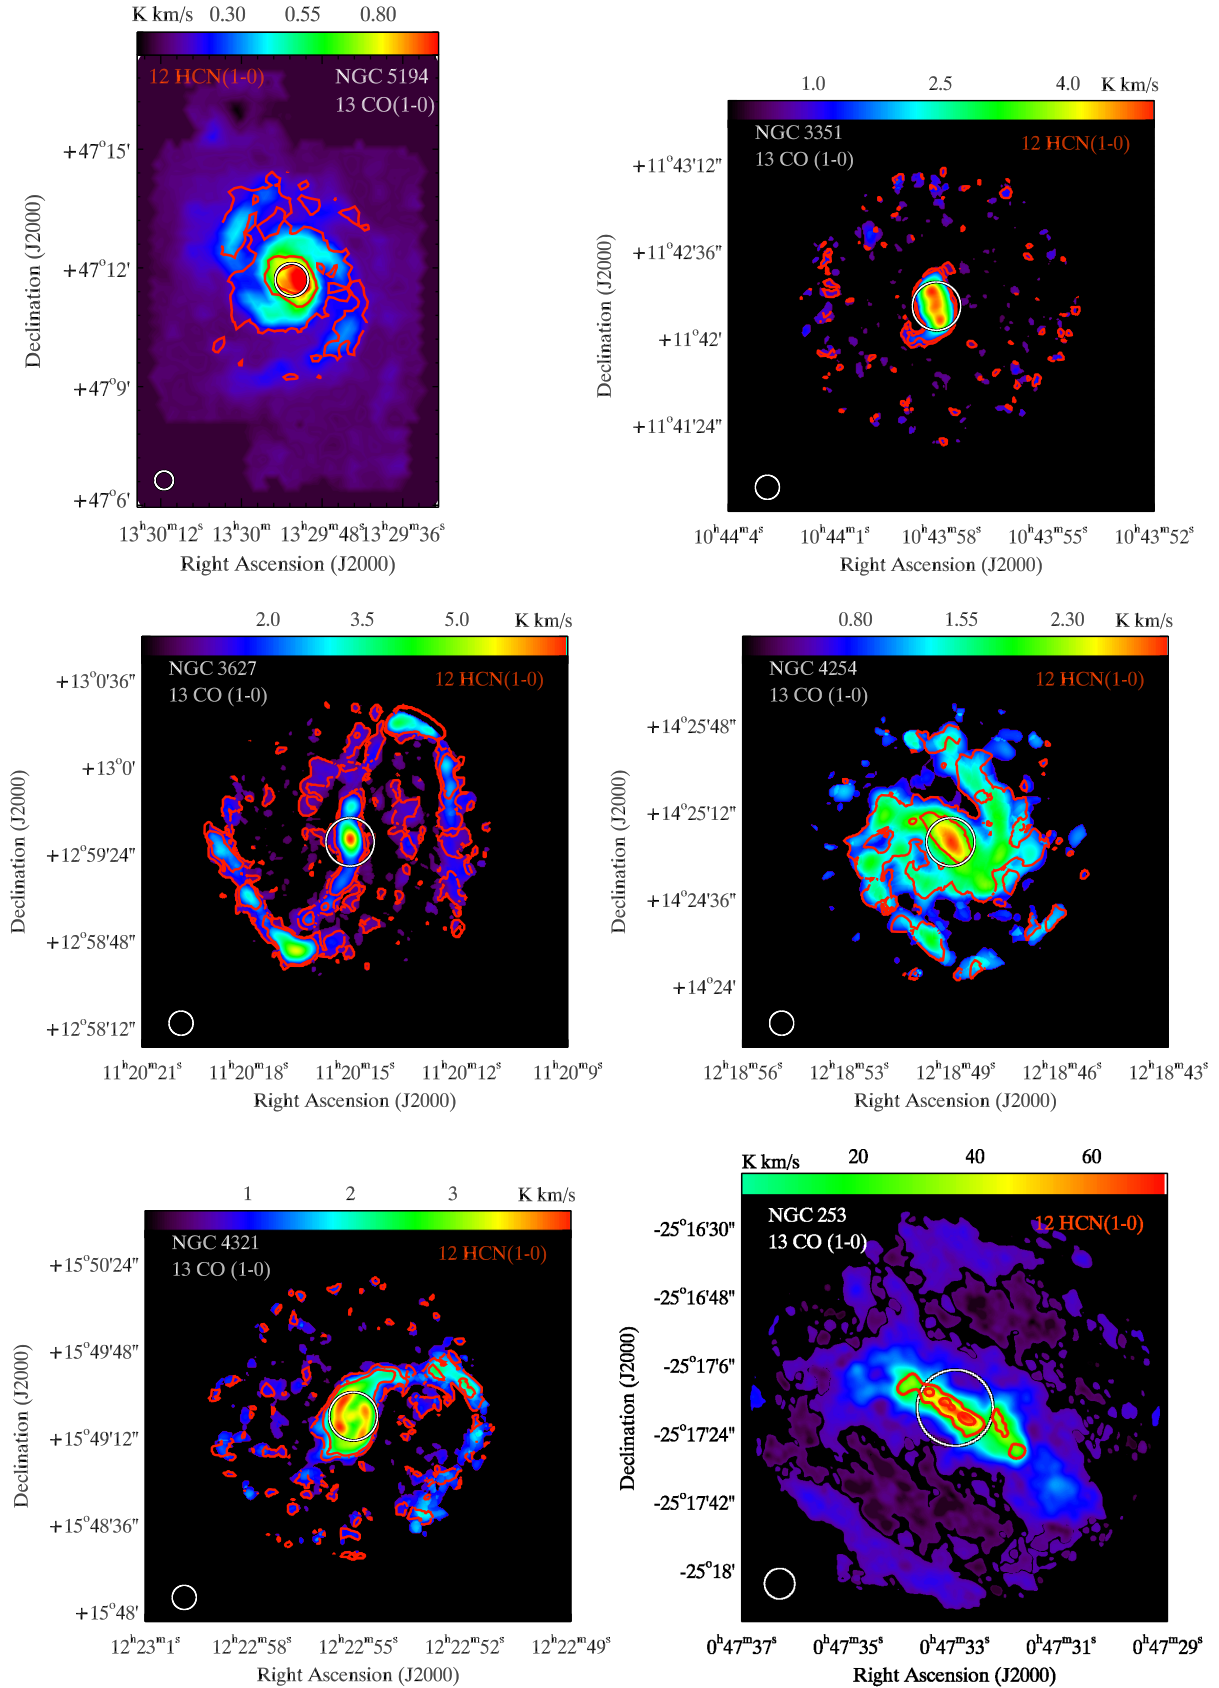 K km/s 0.30 0.55 0.80
12 HCN(1-0) NGC 5194
13 CO(1-0)
+47°15'
+47°12'
+47°9'
+47°6'
Declination (J2000)
13ʰ30ᵐ12ˢ 13ʰ30ᵐ 13ʰ29ᵐ48ˢ 13ʰ29ᵐ36ˢ
Right Ascension (J2000)
1.0 2.5 4.0 K km/s
NGC 3351 12 HCN(1-0)
13 CO (1-0)
+11°43'12"
+11°42'36"
+11°42'
+11°41'24"
Declination (J2000)
10ʰ44ᵐ4ˢ 10ʰ44ᵐ1ˢ 10ʰ43ᵐ58ˢ 10ʰ43ᵐ55ˢ 10ʰ43ᵐ52ˢ
Right Ascension (J2000)
2.0 3.5 5.0 K km/s
NGC 3627 12 HCN(1-0)
13 CO (1-0)
+13°0'36"
+13°0'
+12°59'24"
+12°58'48"
+12°58'12"
Declination (J2000)
11ʰ20ᵐ21ˢ 11ʰ20ᵐ18ˢ 11ʰ20ᵐ15ˢ 11ʰ20ᵐ12ˢ 11ʰ20ᵐ9ˢ
Right Ascension (J2000)
0.80 1.55 2.30 K km/s
NGC 4254 12 HCN(1-0)
13 CO (1-0)
+14°25'48"
+14°25'12"
+14°24'36"
+14°24'
Declination (J2000)
12ʰ18ᵐ56ˢ 12ʰ18ᵐ53ˢ 12ʰ18ᵐ49ˢ 12ʰ18ᵐ46ˢ 12ʰ18ᵐ43ˢ
Right Ascension (J2000)
1 2 3 K km/s
NGC 4321 12 HCN(1-0)
13 CO (1-0)
+15°50'24"
+15°49'48"
+15°49'12"
+15°48'36"
+15°48'
Declination (J2000)
12ʰ23ᵐ1ˢ 12ʰ22ᵐ58ˢ 12ʰ22ᵐ55ˢ 12ʰ22ᵐ52ˢ 12ʰ22ᵐ49ˢ
Right Ascension (J2000)
K km/s 20 40 60
NGC 253 12 HCN(1-0)
13 CO (1-0)
-25°16'30"
-25°16'48"
-25°17'6"
-25°17'24"
-25°17'42"
-25°18'
Declination (J2000)
0ʰ47ᵐ37ˢ 0ʰ47ᵐ35ˢ 0ʰ47ᵐ33ˢ 0ʰ47ᵐ31ˢ 0ʰ47ᵐ29ˢ
Right Ascension (J2000)